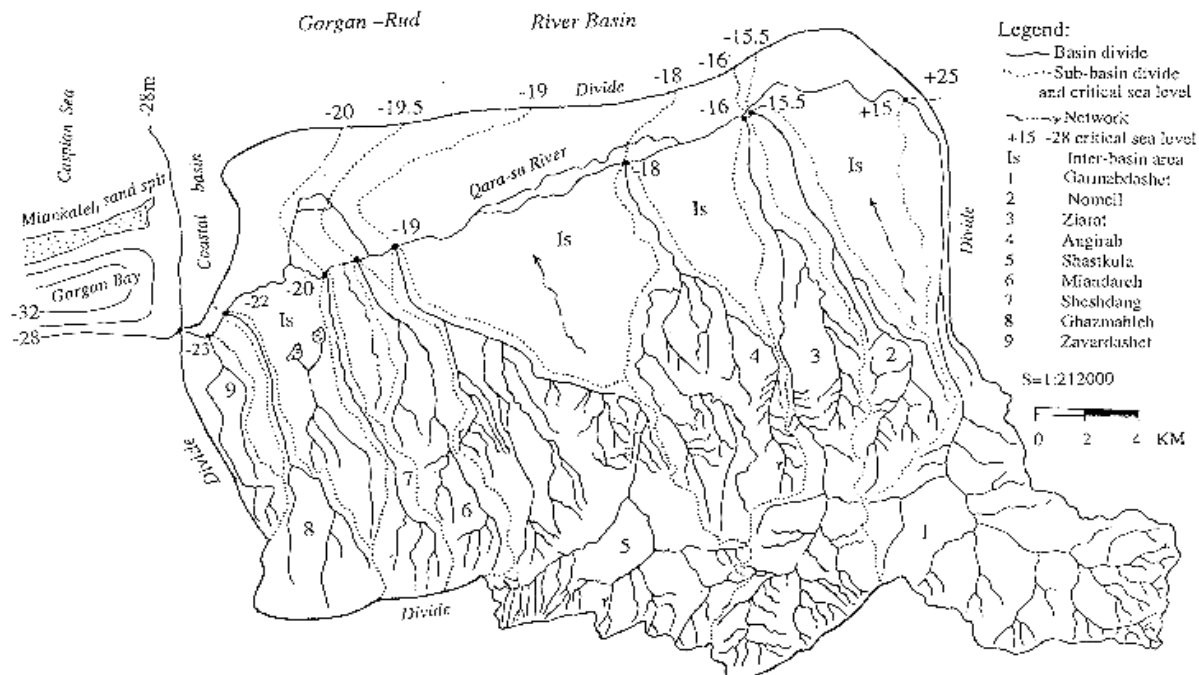 Gorgan –Rud River Basin
Legend:
Basin divide
Sub-basin divide
and critical sea level
Network
+15 -28 critical sea level
Is Inter-basin area
1 Garmabdashet
2 Nomeil
3 Ziarat
4 Angirab
5 Shastkula
6 Miandareh
7 Sheshdang
8 Ghazmahleh
9 Zavardashet
S=1:212000
0 2 4 KM
-15.5
-16
-18
-19
Divide
-19.5
-20
+25
+15
-15.5
-16
-18
-19
-20
-22
-23
-28m
Caspian Sea
Miankaleh sand spit
Coastal basin
Gorgan Bay
-32
-28
Qara-su River
Is
Is
Is
Is
Divide
Divide
Divide
9
8
7
6
5
4
3
2
1